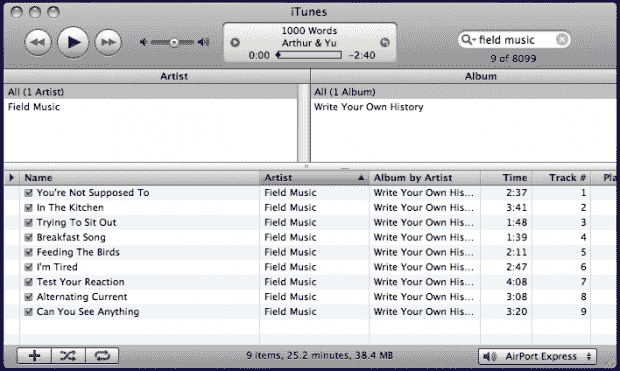 iTunes
1000 Words
Arthur & Yu
0:00 -2:40
field music
9 of 8099
Artist Album
All (1 Artist) All (1 Album)
Field Music Write Your Own History
Name Artist Album by Artist Time Track # Pla
You're Not Supposed To Field Music Write Your Own His... 2:37 1
In The Kitchen Field Music Write Your Own His... 3:41 2
Trying To Sit Out Field Music Write Your Own His... 1:48 3
Breakfast Song Field Music Write Your Own His... 1:39 4
Feeding The Birds Field Music Write Your Own His... 2:11 5
I'm Tired Field Music Write Your Own His... 2:47 6
Test Your Reaction Field Music Write Your Own His... 4:08 7
Alternating Current Field Music Write Your Own His... 3:08 8
Can You See Anything Field Music Write Your Own His... 3:20 9
9 items, 25.2 minutes, 38.4 MB
AirPort Express